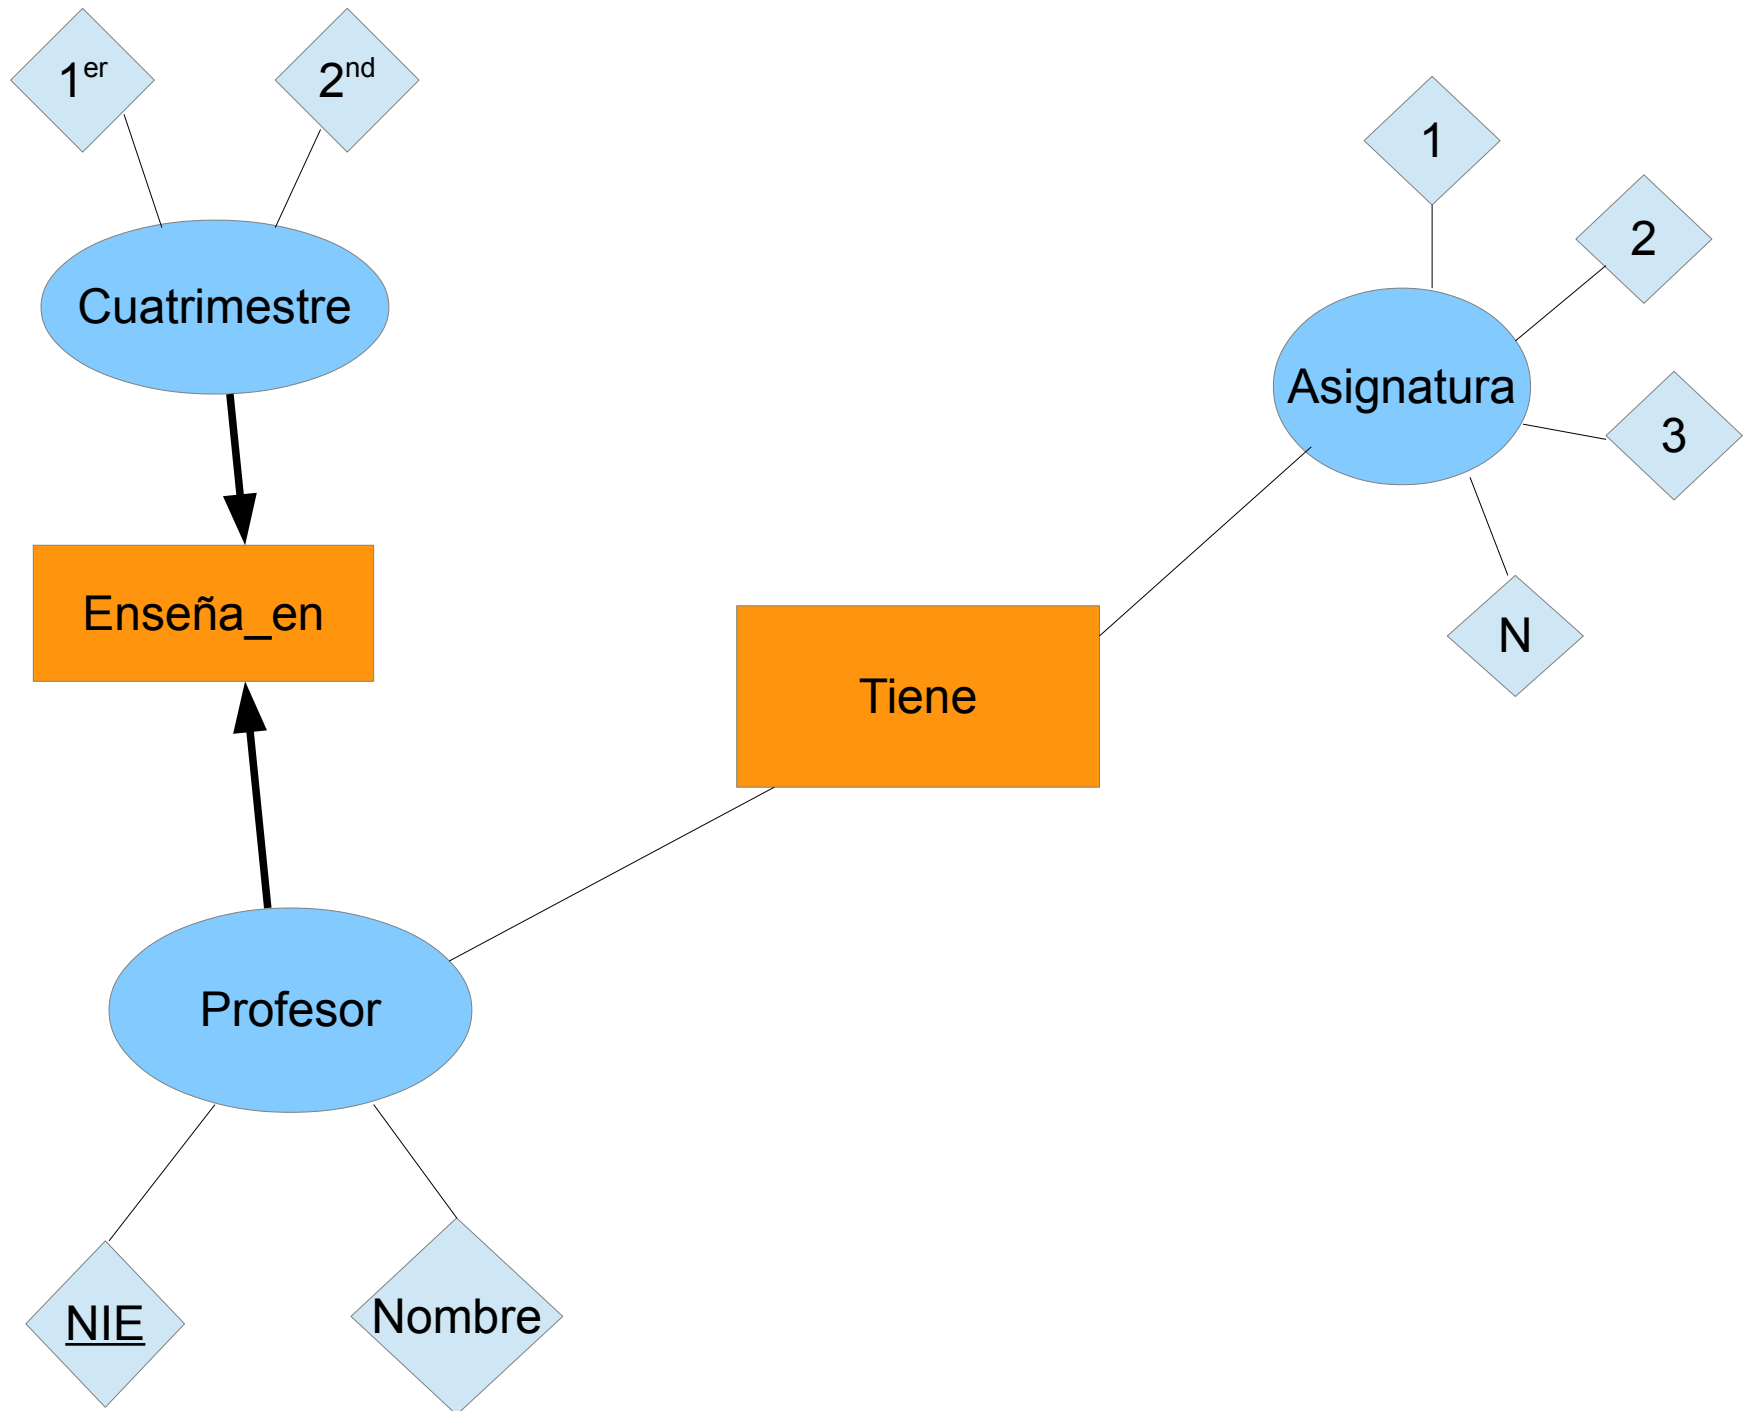 1er
2nd
Cuatrimestre
1
2
Asignatura
3
N
Enseña_en
Tiene
Profesor
NIE
Nombre